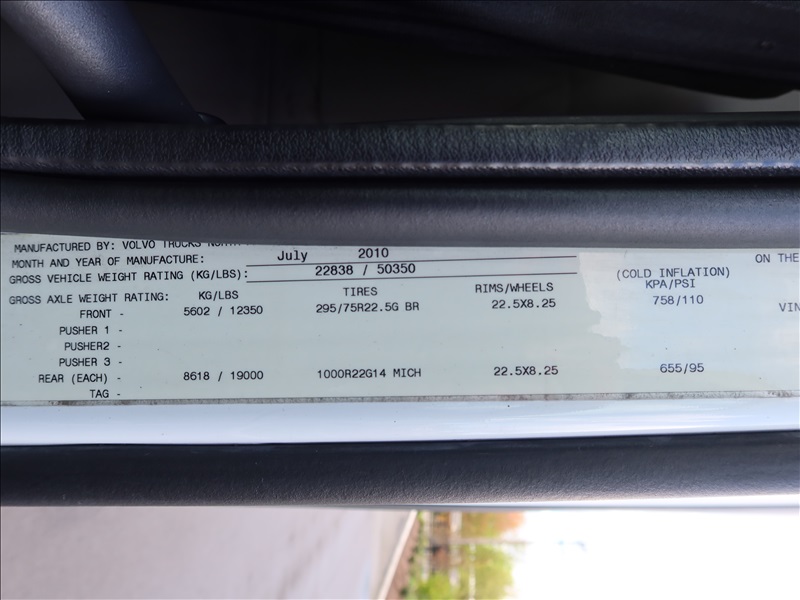 MANUFACTURED BY: VOLVO TRUCKS NORTH
MONTH AND YEAR OF MANUFACTURE: July 2010
GROSS VEHICLE WEIGHT RATING (KG/LBS): 22838 / 50350
ON THE
GROSS AXLE WEIGHT RATING: KG/LBS TIRES RIMS/WHEELS (COLD INFLATION) KPA/PSI
FRONT - 5602 / 12350 295/75R22.5G BR 22.5X8.25 758/110 VIN
PUSHER 1 -
PUSHER2 -
PUSHER 3 -
REAR (EACH) - 8618 / 19000 1000R22G14 MICH 22.5X8.25 655/95
TAG -